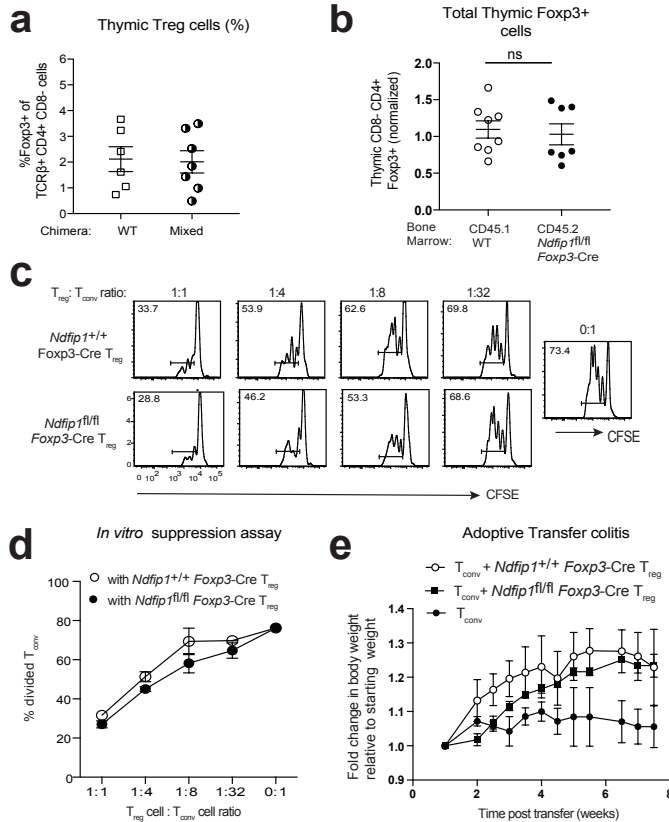 a
Thymic Treg cells (%)
%Foxp3+ of
TCRβ+ CD4+ CD8- cells
6
5
4
3
2
1
0
Chimera: WT Mixed
b
Total Thymic Foxp3+
cells
ns
Thymic CD8- CD4+
Foxp3+ (normalized)
2.0
1.5
1.0
0.5
0.0
Bone
Marrow:
CD45.1
WT
CD45.2
Ndfip1fl/fl
Foxp3-Cre
c
Treg: Tconv ratio: 1:1 1:4 1:8 1:32
0:1
Ndfip1+/+
Foxp3-Cre Treg
33.7
53.9
62.6
69.8
73.4
CFSE
Ndfip1fl/fl
Foxp3-Cre Treg
28.8
46.2
53.3
68.6
6
4
2
0
0 10² 10³ 10⁴ 10⁵
CFSE
d
In vitro suppression assay
with Ndfip1+/+ Foxp3-Cre Treg
with Ndfip1fl/fl Foxp3-Cre Treg
% divided Tconv
100
80
60
40
20
0
1:1 1:4 1:8 1:32 0:1
Treg cell : Tconv cell ratio
e
Adoptive Transfer colitis
Tconv + Ndfip1+/+ Foxp3-Cre Treg
Tconv + Ndfip1fl/fl Foxp3-Cre Treg
Tconv
Fold change in body weight
relative to starting weight
1.4
1.3
1.2
1.1
1.0
0.9
0 2 4 6 8
Time post transfer (weeks)